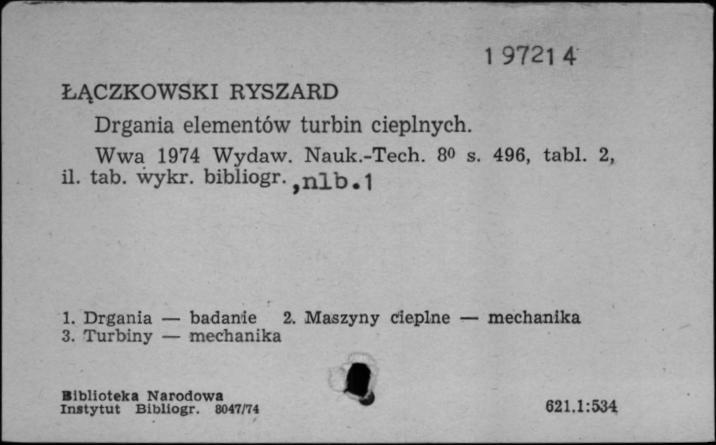 197214
ŁĄCZKOWSKI RYSZARD
Drgania elementów turbin cieplnych.
Wwa 1974 Wydaw. Nauk.-Tech. 8⁰ s. 496, tabl. 2,
il. tab. wykr. bibliogr. ,nlb.1
1. Drgania — badanie 2. Maszyny cieplne — mechanika
3. Turbiny — mechanika
Biblioteka Narodowa
Instytut Bibliogr. 8047/74
621.1:534